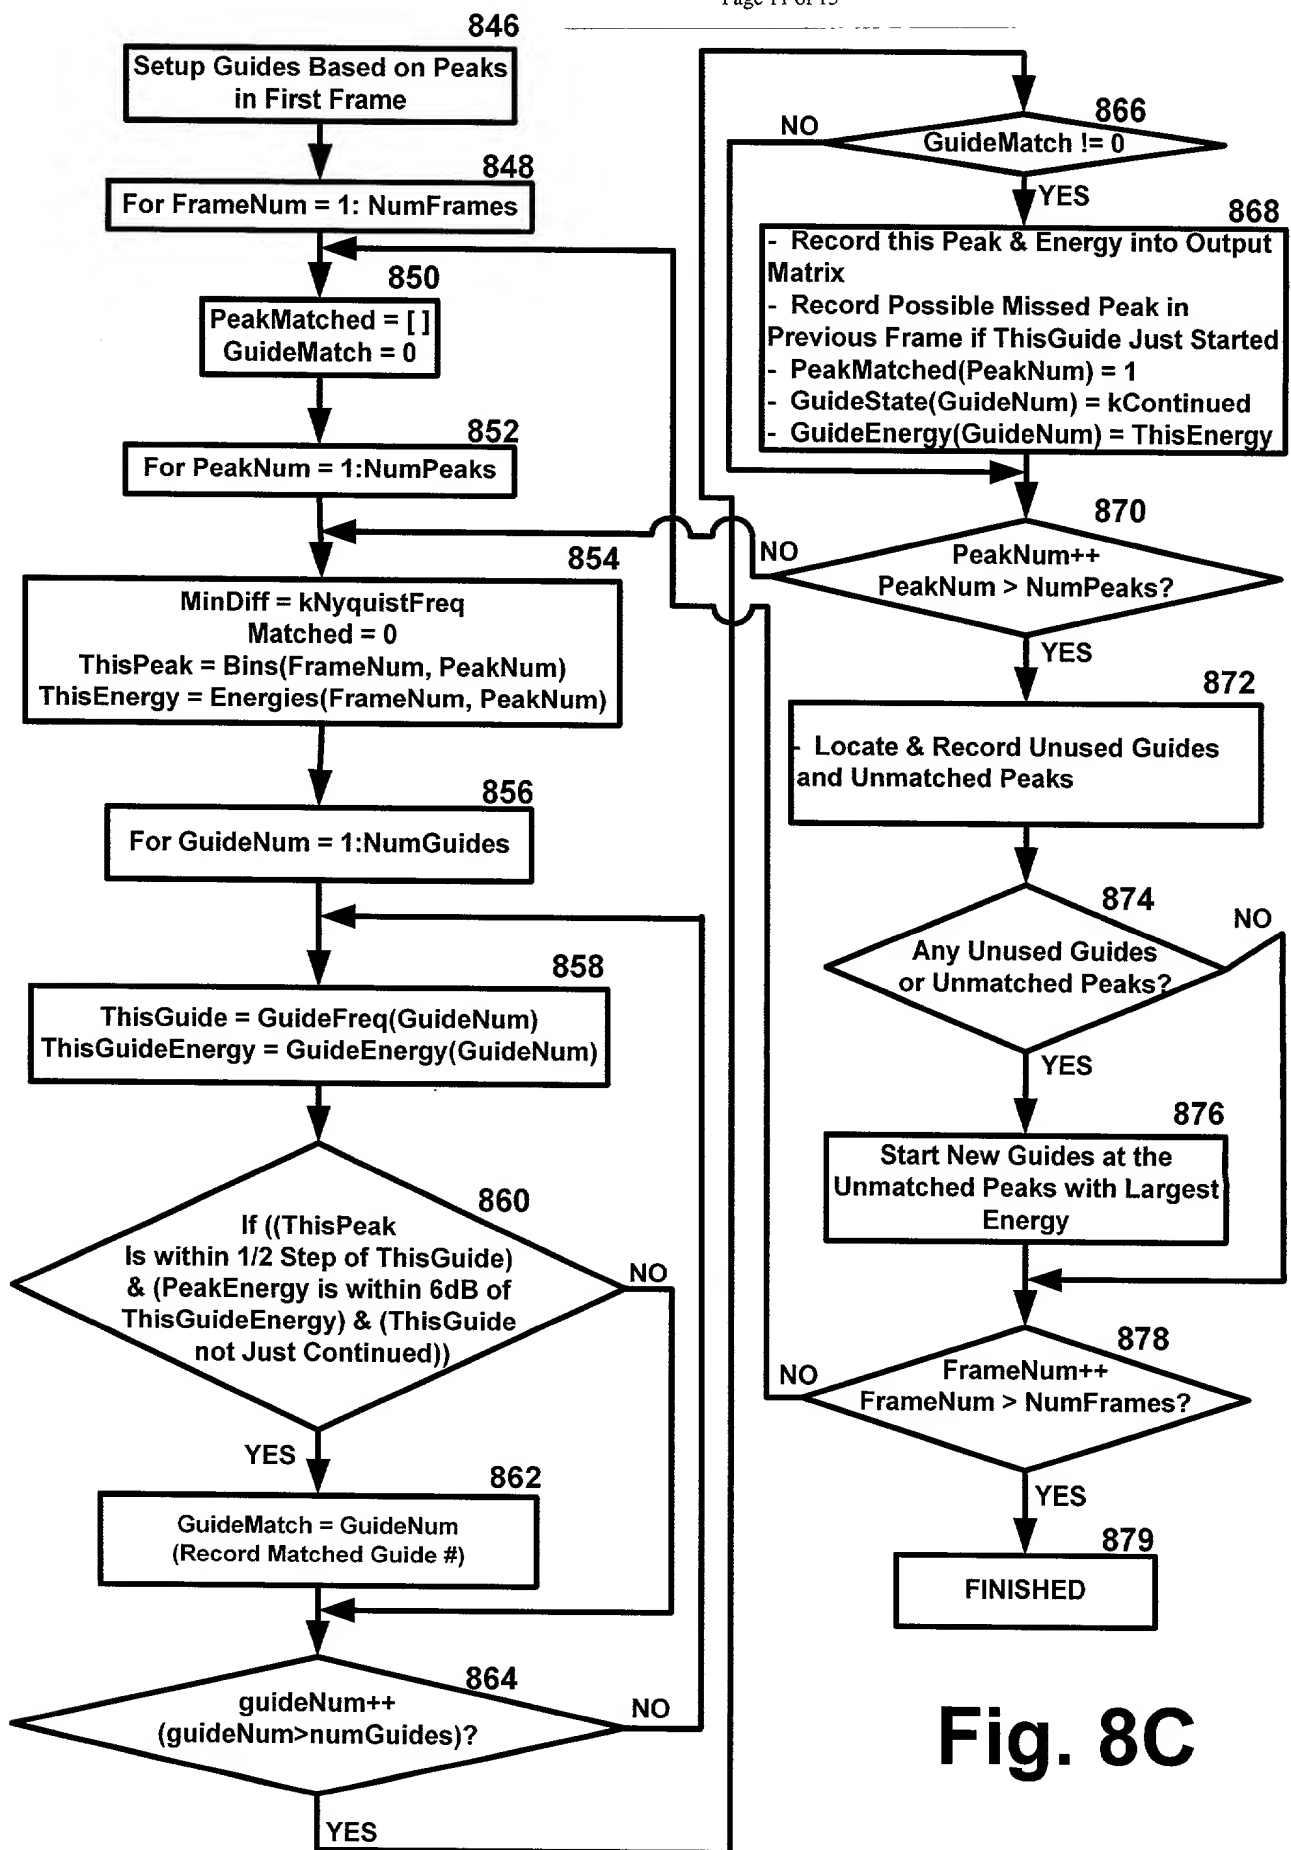 Page 11 of 13
846
Setup Guides Based on Peaks
in First Frame
848
For FrameNum = 1: NumFrames
850
PeakMatched = [ ]
GuideMatch = 0
852
For PeakNum = 1:NumPeaks
854
MinDiff = kNyquistFreq
Matched = 0
ThisPeak = Bins(FrameNum, PeakNum)
ThisEnergy = Energies(FrameNum, PeakNum)
856
For GuideNum = 1:NumGuides
858
ThisGuide = GuideFreq(GuideNum)
ThisGuideEnergy = GuideEnergy(GuideNum)
860
If ((ThisPeak
Is within 1/2 Step of ThisGuide)
& (PeakEnergy is within 6dB of
ThisGuideEnergy) & (ThisGuide
not Just Continued))
NO
YES
862
GuideMatch = GuideNum
(Record Matched Guide #)
864
guideNum++
(guideNum>numGuides)?
NO
YES
866
GuideMatch != 0
NO
YES
868
- Record this Peak & Energy into Output
Matrix
- Record Possible Missed Peak in
Previous Frame if ThisGuide Just Started
- PeakMatched(PeakNum) = 1
- GuideState(GuideNum) = kContinued
- GuideEnergy(GuideNum) = ThisEnergy
870
PeakNum++
PeakNum > NumPeaks?
NO
YES
872
- Locate & Record Unused Guides
and Unmatched Peaks
874
Any Unused Guides
or Unmatched Peaks?
NO
YES
876
Start New Guides at the
Unmatched Peaks with Largest
Energy
878
FrameNum++
FrameNum > NumFrames?
NO
YES
879
FINISHED
Fig. 8C